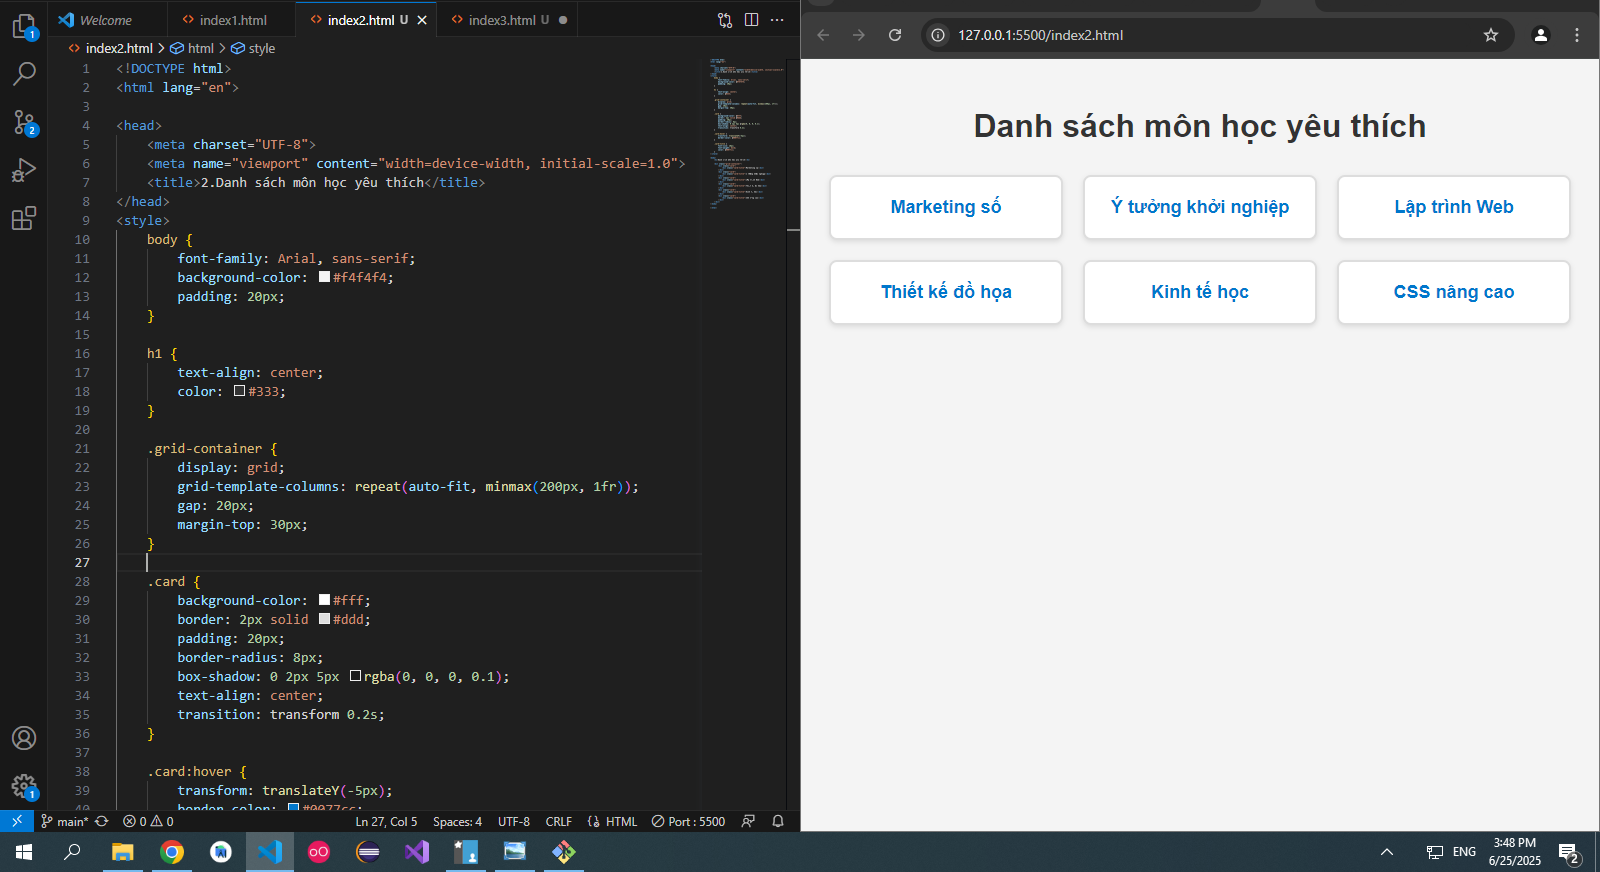 Welcome
index1.html
index2.html U
index3.html U
index2.html > html > style
1 <!DOCTYPE html>
2 <html lang="en">
3
4 <head>
5 <meta charset="UTF-8">
6 <meta name="viewport" content="width=device-width, initial-scale=1.0">
7 <title>2.Danh sách môn học yêu thích</title>
8 </head>
9 <style>
10 body {
11 font-family: Arial, sans-serif;
12 background-color: #f4f4f4;
13 padding: 20px;
14 }
15
16 h1 {
17 text-align: center;
18 color: #333;
19 }
20
21 .grid-container {
22 display: grid;
23 grid-template-columns: repeat(auto-fit, minmax(200px, 1fr));
24 gap: 20px;
25 margin-top: 30px;
26 }
27
28 .card {
29 background-color: #fff;
30 border: 2px solid #ddd;
31 padding: 20px;
32 border-radius: 8px;
33 box-shadow: 0 2px 5px rgba(0, 0, 0, 0.1);
34 text-align: center;
35 transition: transform 0.2s;
36 }
37
38 .card:hover {
39 transform: translateY(-5px);
40 border-color: #0077cc;
1
2
1
main* 0 0 Ln 27, Col 5 Spaces: 4 UTF-8 CRLF HTML Port : 5500
127.0.0.1:5500/index2.html
Danh sách môn học yêu thích
Marketing số
Ý tưởng khởi nghiệp
Lập trình Web
Thiết kế đồ họa
Kinh tế học
CSS nâng cao
ENG
3:48 PM
6/25/2025
2